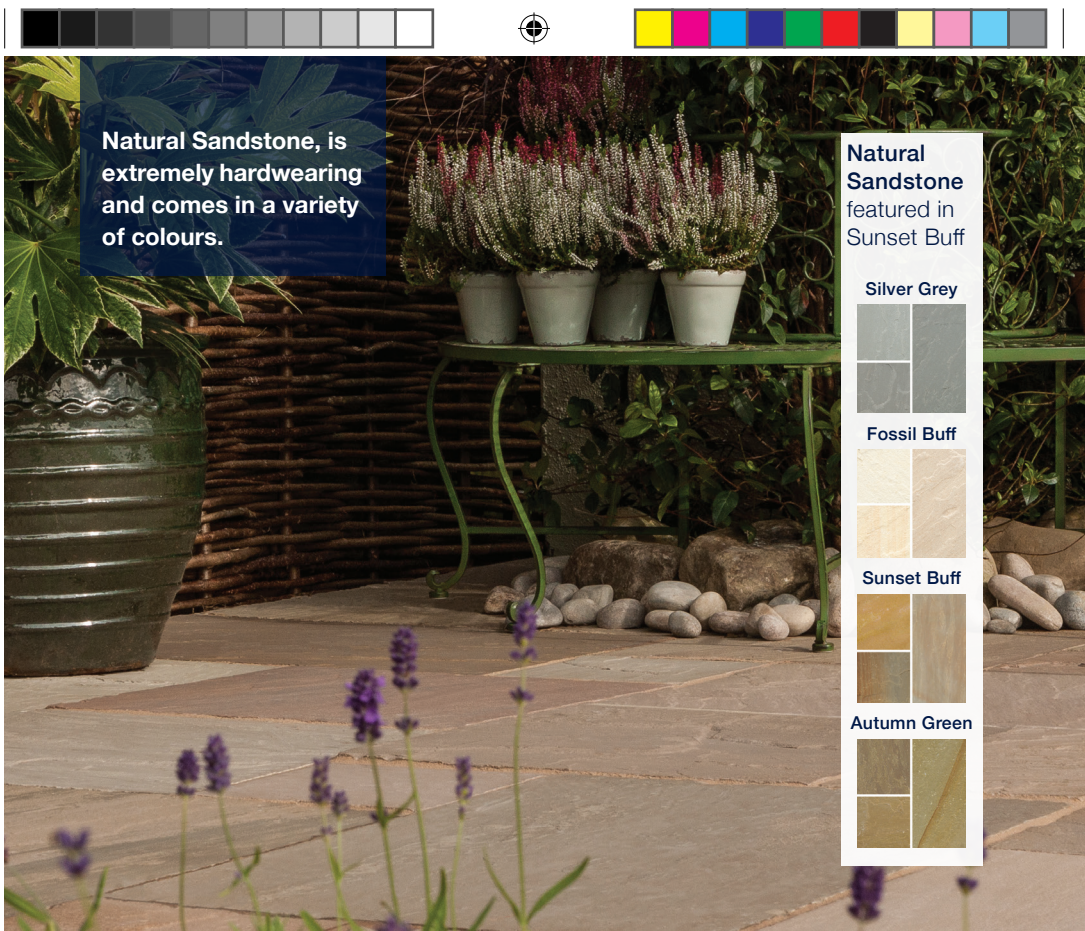 Natural Sandstone, is
extremely hardwearing
and comes in a variety
of colours.
Natural
Sandstone
featured in
Sunset Buff
Silver Grey
Fossil Buff
Sunset Buff
Autumn Green